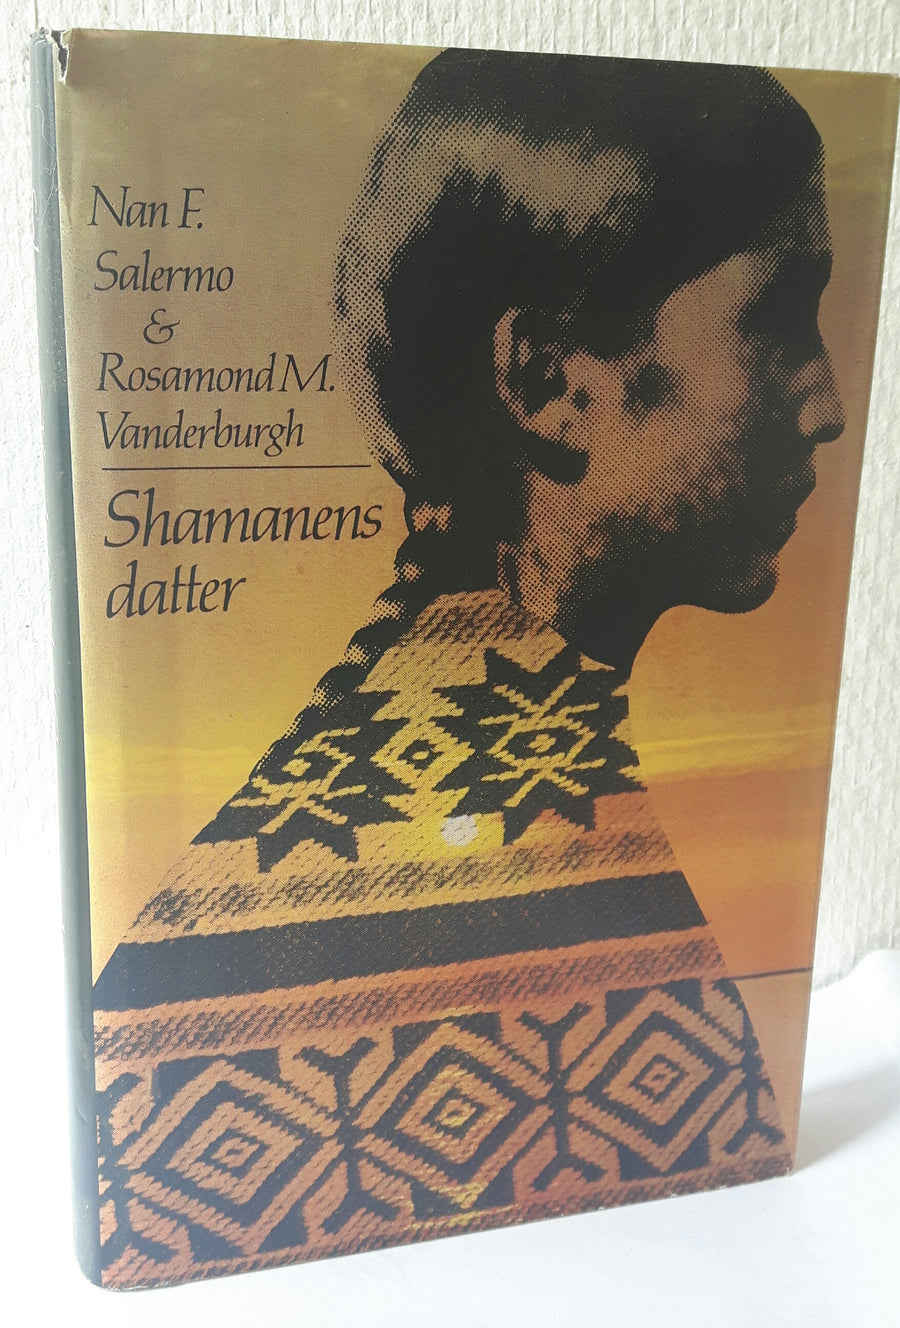 Nan F.
Salermo
&
Rosamond M.
Vanderburgh
Shamanens
datter